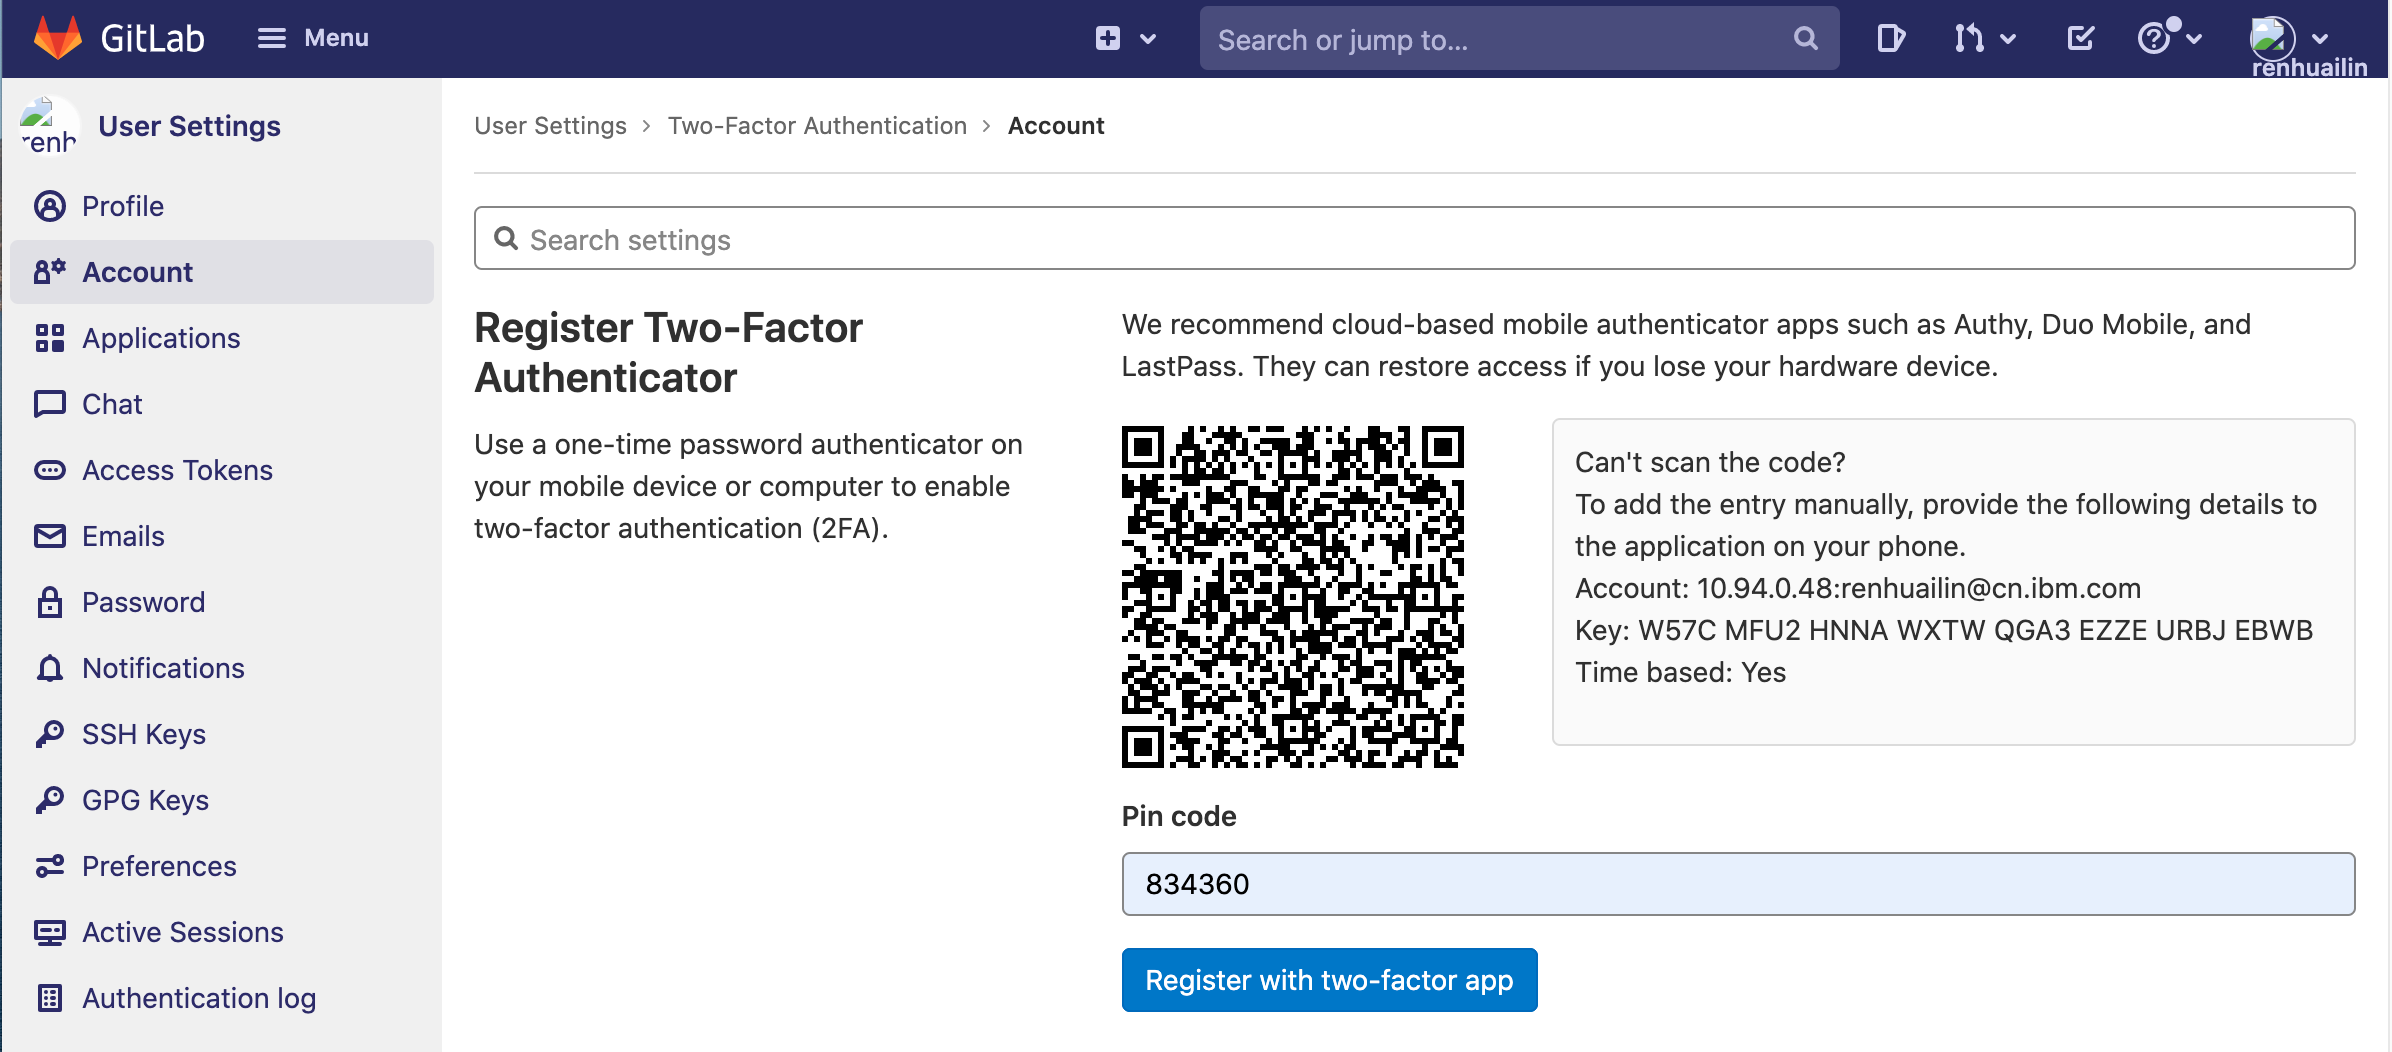 GitLab
Menu
Search or jump to...
renhuailin
renh
User Settings
Profile
Account
Applications
Chat
Access Tokens
Emails
Password
Notifications
SSH Keys
GPG Keys
Preferences
Active Sessions
Authentication log
User Settings › Two-Factor Authentication › Account
Search settings
Register Two-Factor
Authenticator
Use a one-time password authenticator on
your mobile device or computer to enable
two-factor authentication (2FA).
We recommend cloud-based mobile authenticator apps such as Authy, Duo Mobile, and
LastPass. They can restore access if you lose your hardware device.
Can't scan the code?
To add the entry manually, provide the following details to
the application on your phone.
Account: 10.94.0.48:renhuailin@cn.ibm.com
Key: W57C MFU2 HNNA WXTW QGA3 EZZE URBJ EBWB
Time based: Yes
Pin code
834360
Register with two-factor app